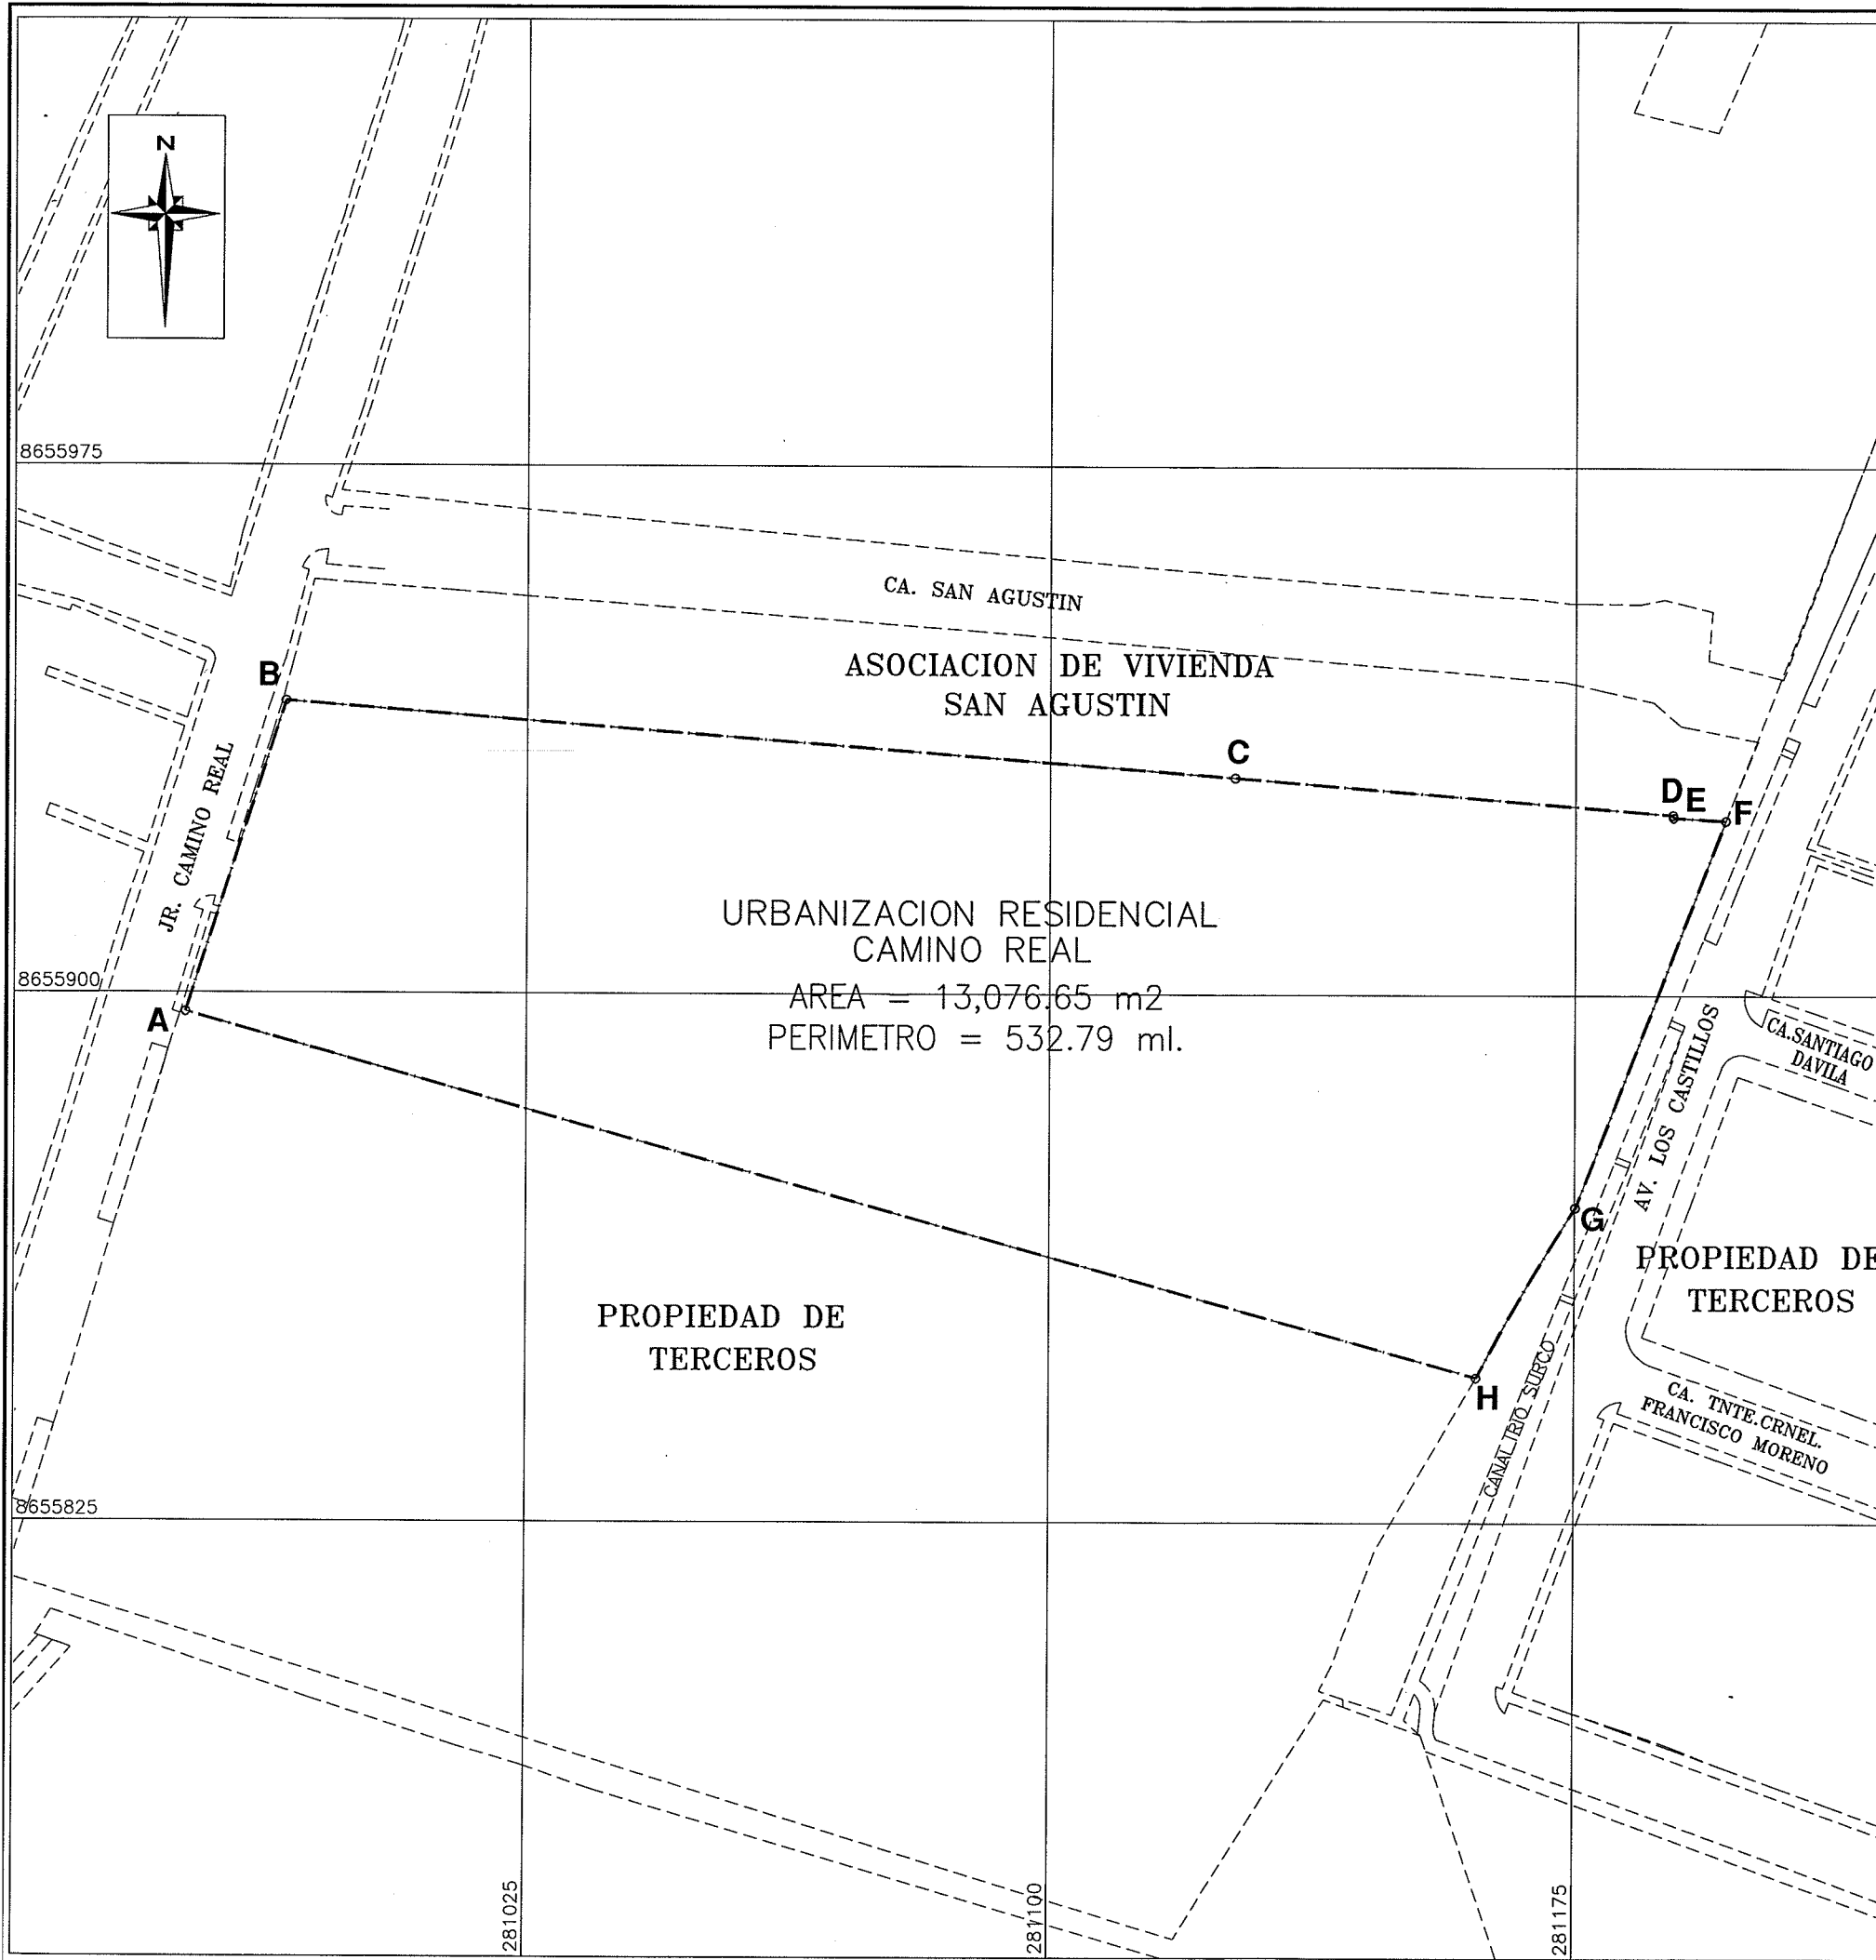 N
8655975
CA. SAN AGUSTIN
ASOCIACION DE VIVIENDA
SAN AGUSTIN
B
C
D
E
F
JR. CAMINO REAL
URBANIZACION RESIDENCIAL
CAMINO REAL
AREA = 13,076.65 m2
PERIMETRO = 532.79 ml.
8655900
A
CA.SANTIAGO
DAVILA
AV. LOS CASTILLOS
G
PROPIEDAD DE
TERCEROS
PROPIEDAD DE
TERCEROS
H
CANAL RIO SURCO
CA. TNTE.CRNEL.
FRANCISCO MORENO
8655825
281025
281100
281175